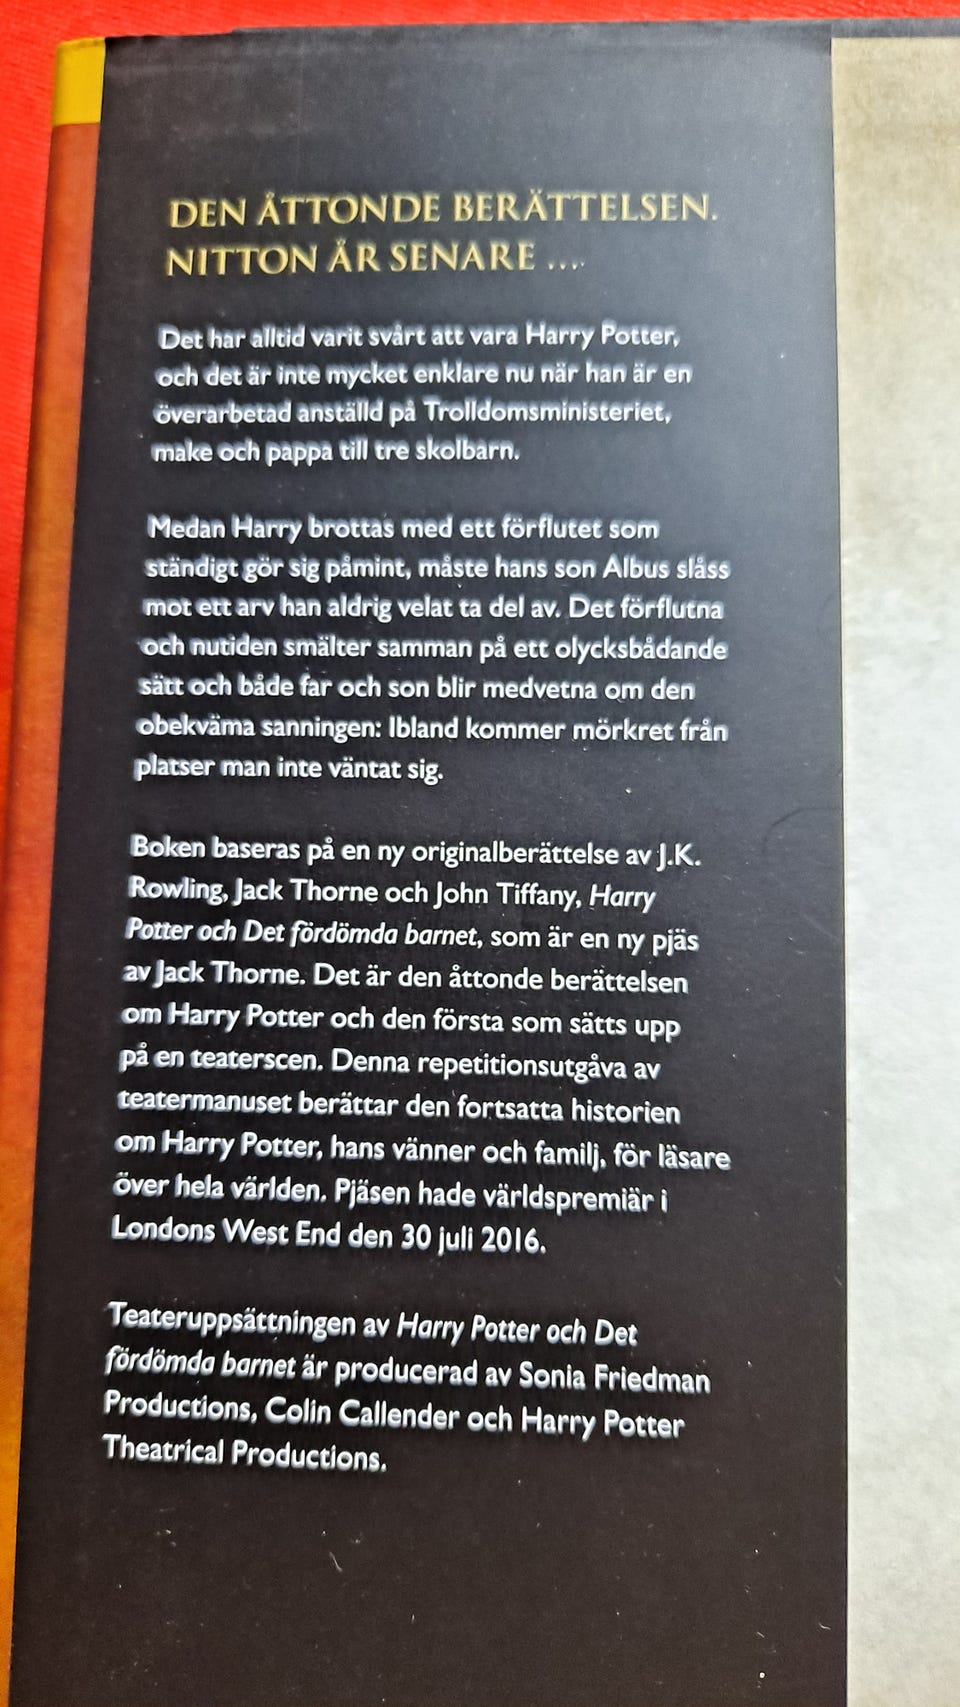 DEN ÅTTONDE BERÄTTELSEN.
NITTON ÅR SENARE ...
Det har alltid varit svårt att vara Harry Potter,
och det är inte mycket enklare nu när han är en
överarbetad anställd på Trolldomsministeriet,
make och pappa till tre skolbarn.
Medan Harry brottas med ett förflutet som
ständigt gör sig påmint, måste hans son Albus slåss
mot ett arv han aldrig velat ta del av. Det förflutna
och nutiden smälter samman på ett olycksbådande
sätt och både far och son blir medvetna om den
obekväma sanningen: Ibland kommer mörkret från
platser man inte väntat sig.
Boken baseras på en ny originalberättelse av J.K.
Rowling, Jack Thorne och John Tiffany, Harry
Potter och Det fördömda barnet, som är en ny pjäs
av Jack Thorne. Det är den åttonde berättelsen
om Harry Potter och den första som sätts upp
på en teaterscen. Denna repetitionsutgåva av
teatermanuset berättar den fortsatta historien
om Harry Potter, hans vänner och familj, för läsare
över hela världen. Pjäsen hade världspremiär i
Londons West End den 30 juli 2016.
Teateruppsättningen av Harry Potter och Det
fördömda barnet är producerad av Sonia Friedman
Productions, Colin Callender och Harry Potter
Theatrical Productions.